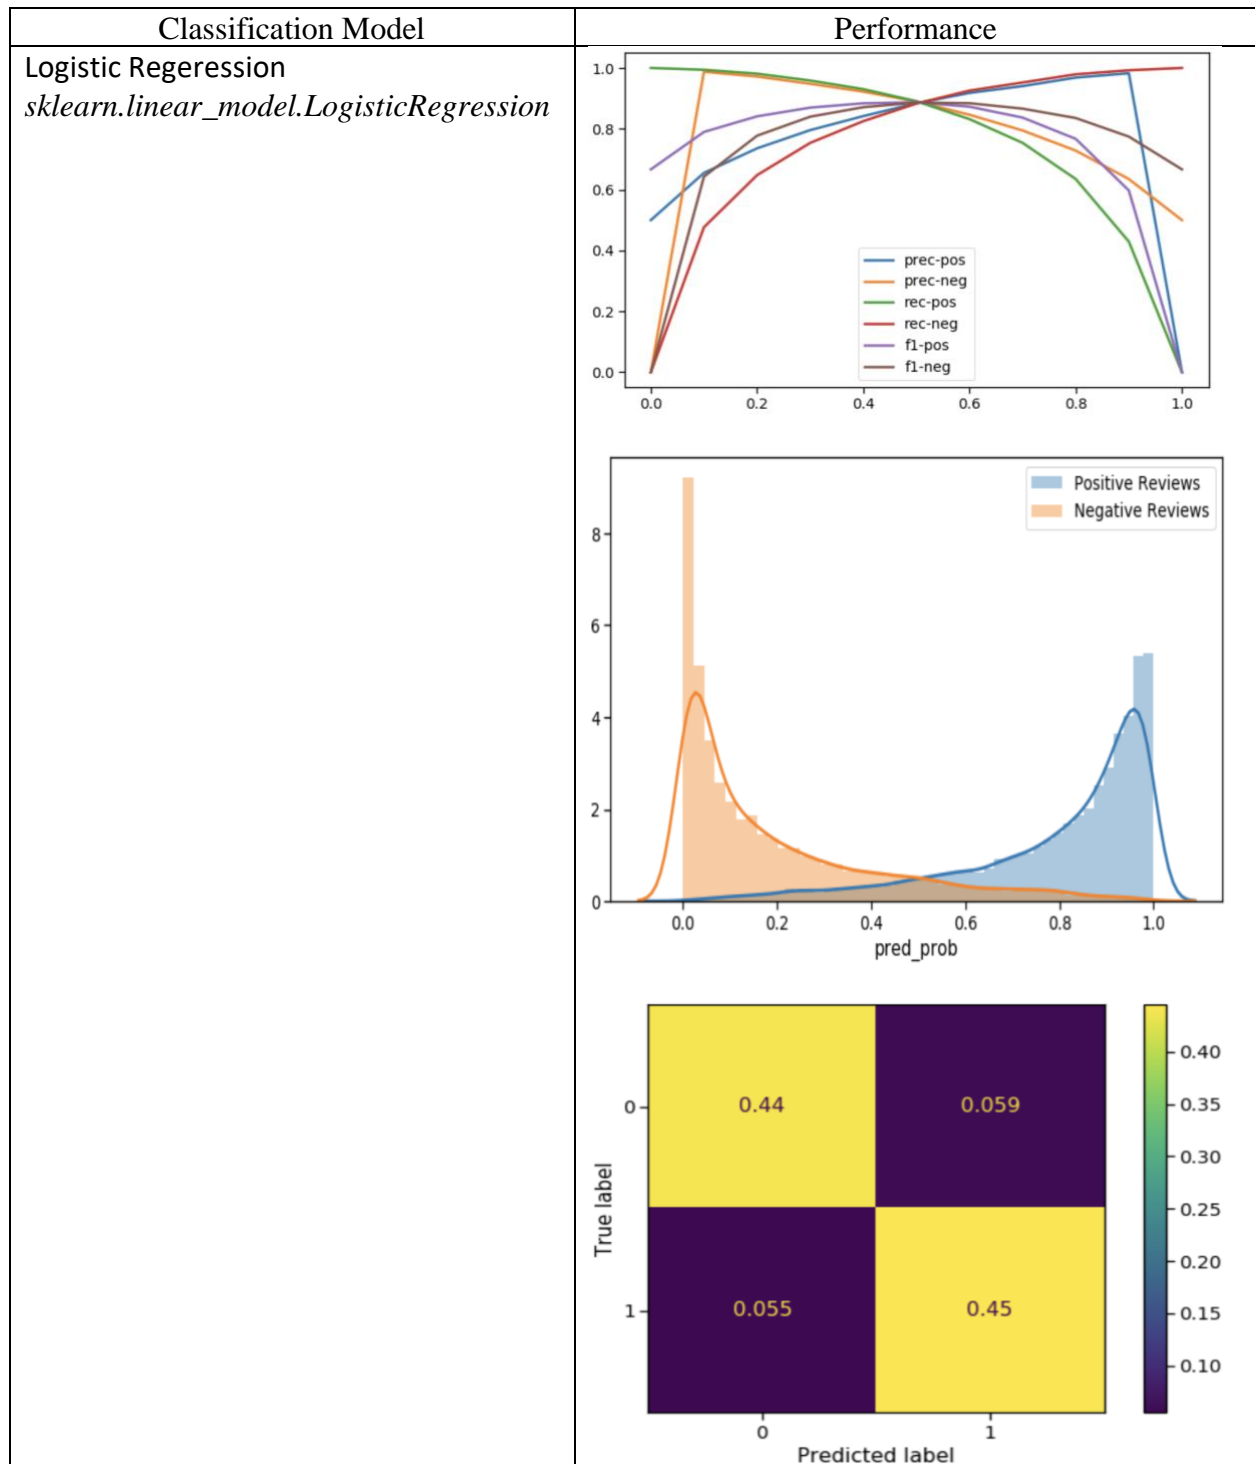 Classification Model
Performance
Logistic Regeression
sklearn.linear_model.LogisticRegression
1.0
0.8
0.6
0.4
0.2
0.0
prec-pos
prec-neg
rec-pos
rec-neg
f1-pos
f1-neg
0.0 0.2 0.4 0.6 0.8 1.0
Positive Reviews
Negative Reviews
8
6
4
2
0
0.0 0.2 0.4 0.6 0.8 1.0
pred_prob
True label
0
0.44 0.059
1
0.055 0.45
0 1
Predicted label
0.40
0.35
0.30
0.25
0.20
0.15
0.10